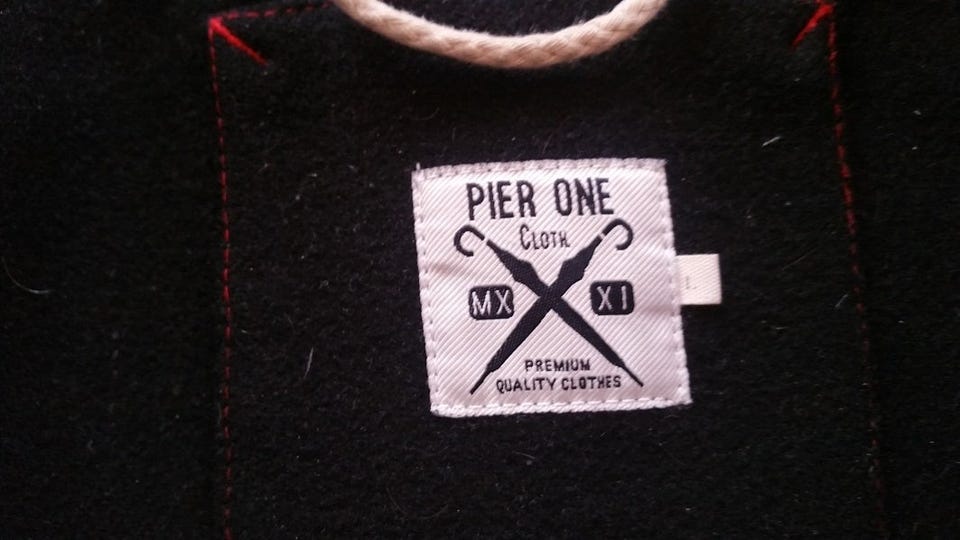 PIER ONE
CLOTH
MX XI
PREMIUM
QUALITY CLOTHES
L